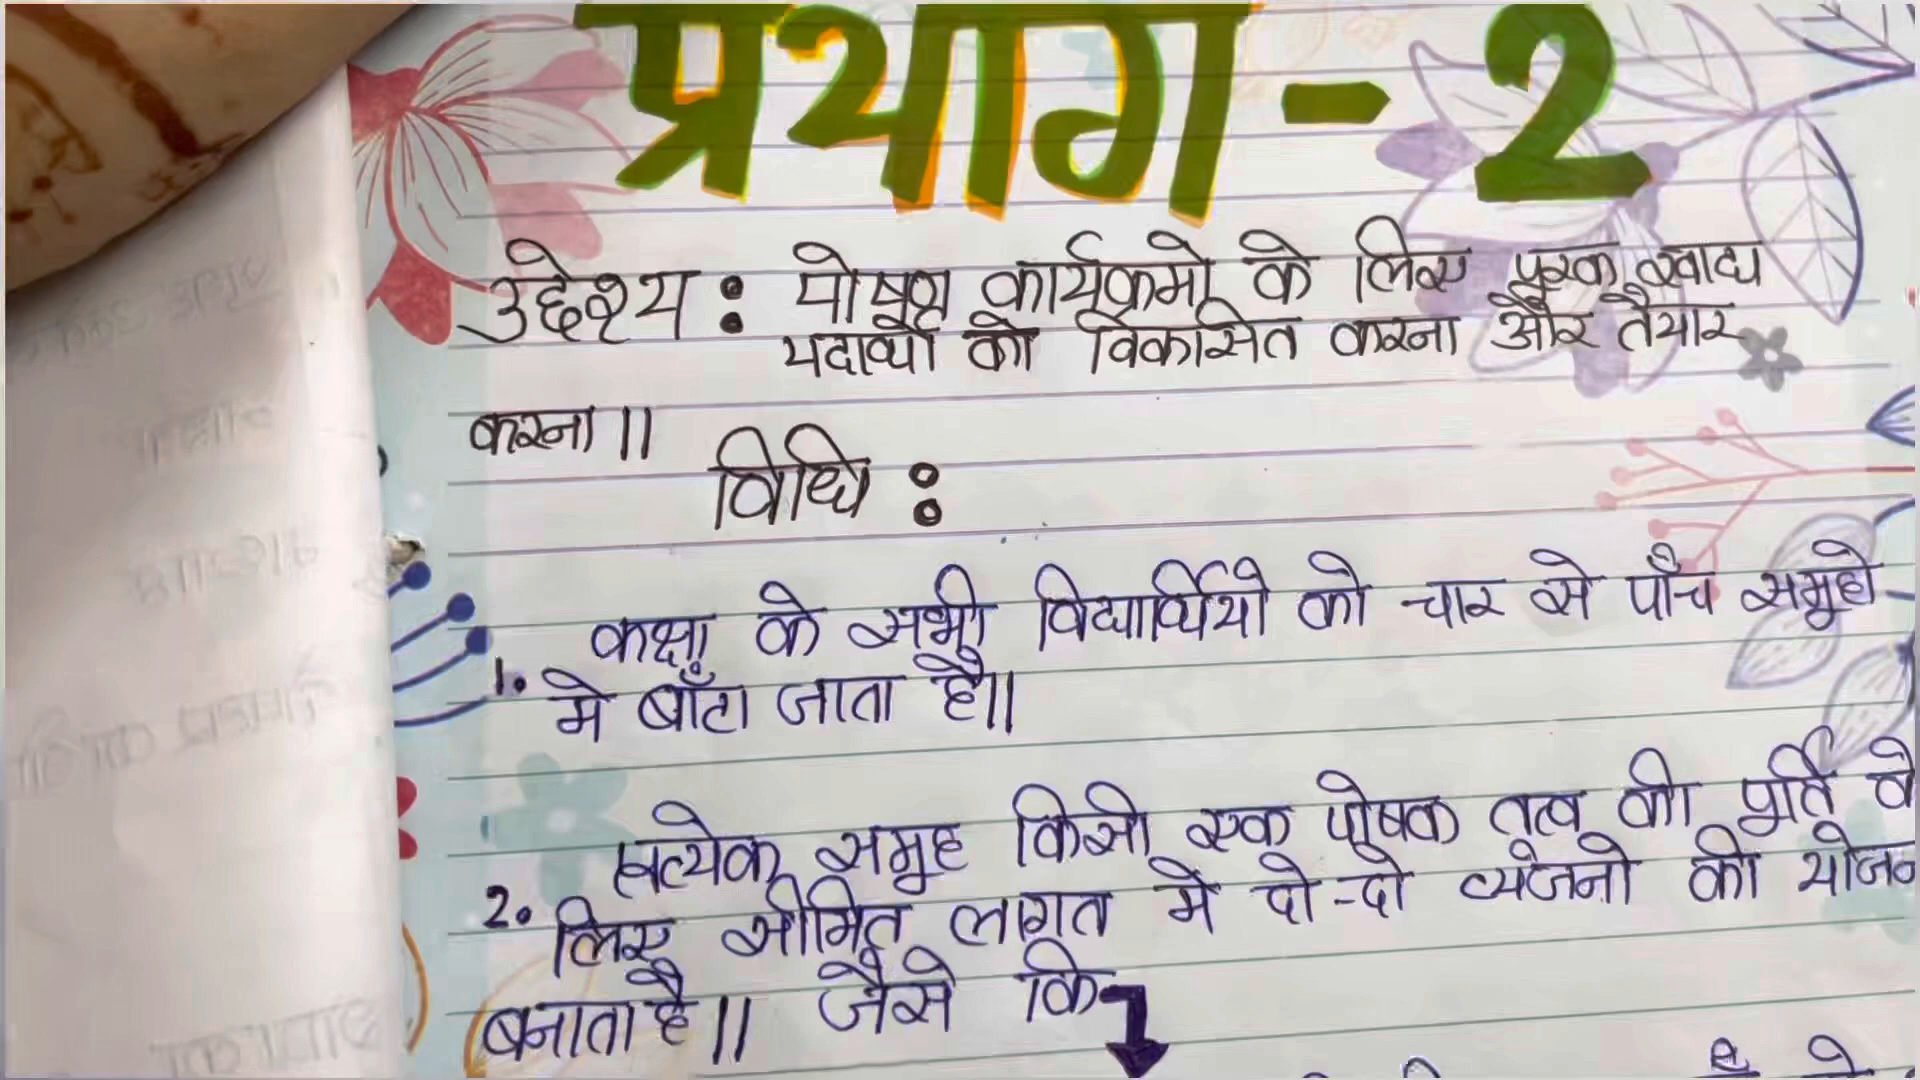 प्रयाग - 2
उद्देश्य : पोषण कार्यक्रमो के लिए पुरक खाद्य
पदार्थो को विकसित करना और तैयार
करना ||
विधि :
कक्षा के सभी विद्यार्थियो को चार से पाँच समुहो
1. मे बाँटा जाता है||
प्रत्येक समुह किसी एक पोषक तत्व की पूर्ति के
2. लिए सीमित लागत मे दो-दो व्यंजनो की योजन
बनाता है || जैसे कि